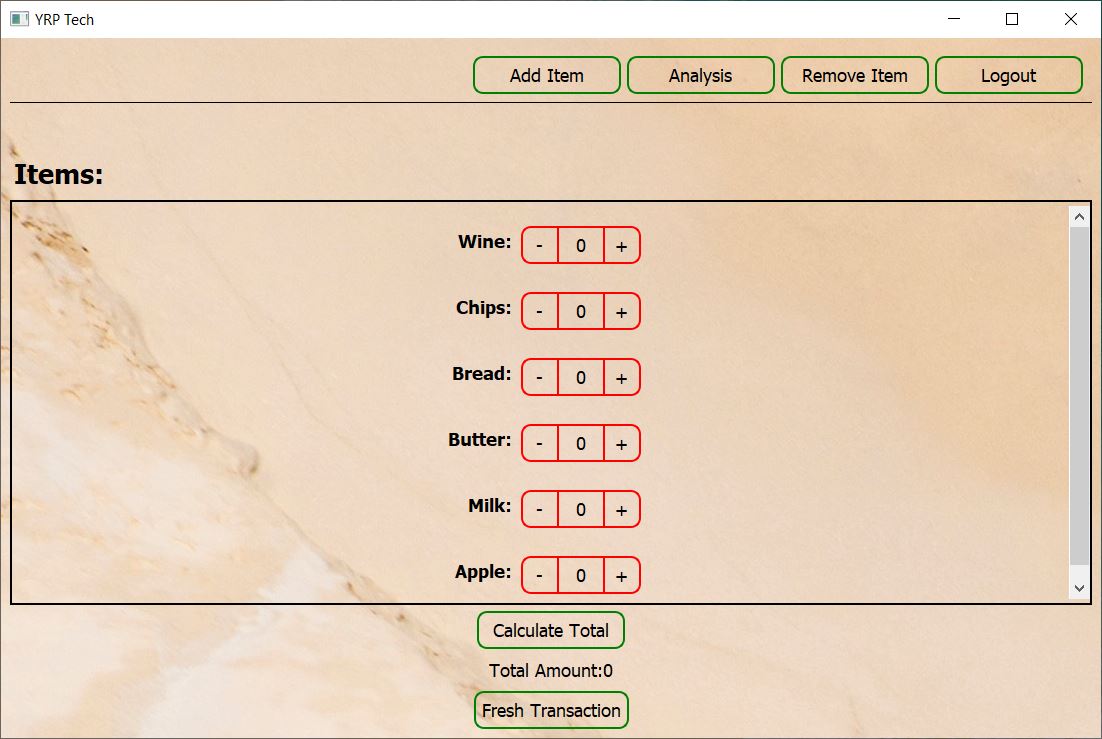 YRP Tech
Add Item Analysis Remove Item Logout
Items:
Wine: - 0 +
Chips: - 0 +
Bread: - 0 +
Butter: - 0 +
Milk: - 0 +
Apple: - 0 +
Calculate Total
Total Amount:0
Fresh Transaction